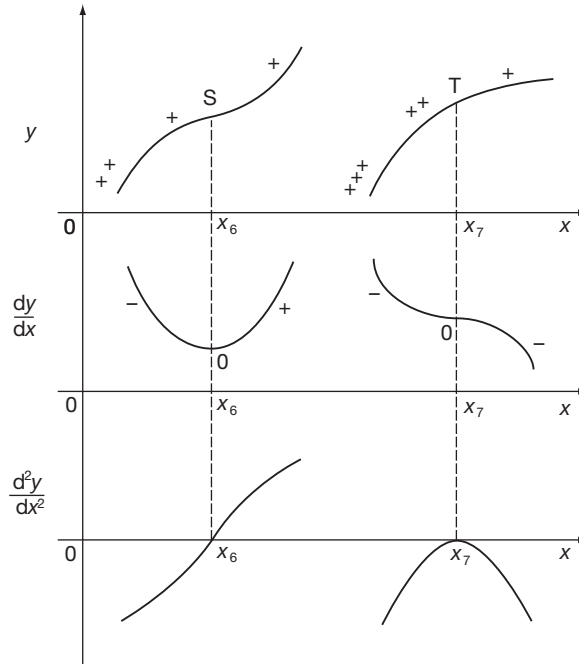 S
T
+
+
+
+
+
+
+
+
+
+
+
y
0
x₆
x₇
x
dy
dx
−
+
0
−
0
−
0
x₆
x₇
x
d²y
dx²
0
x₆
x₇
x